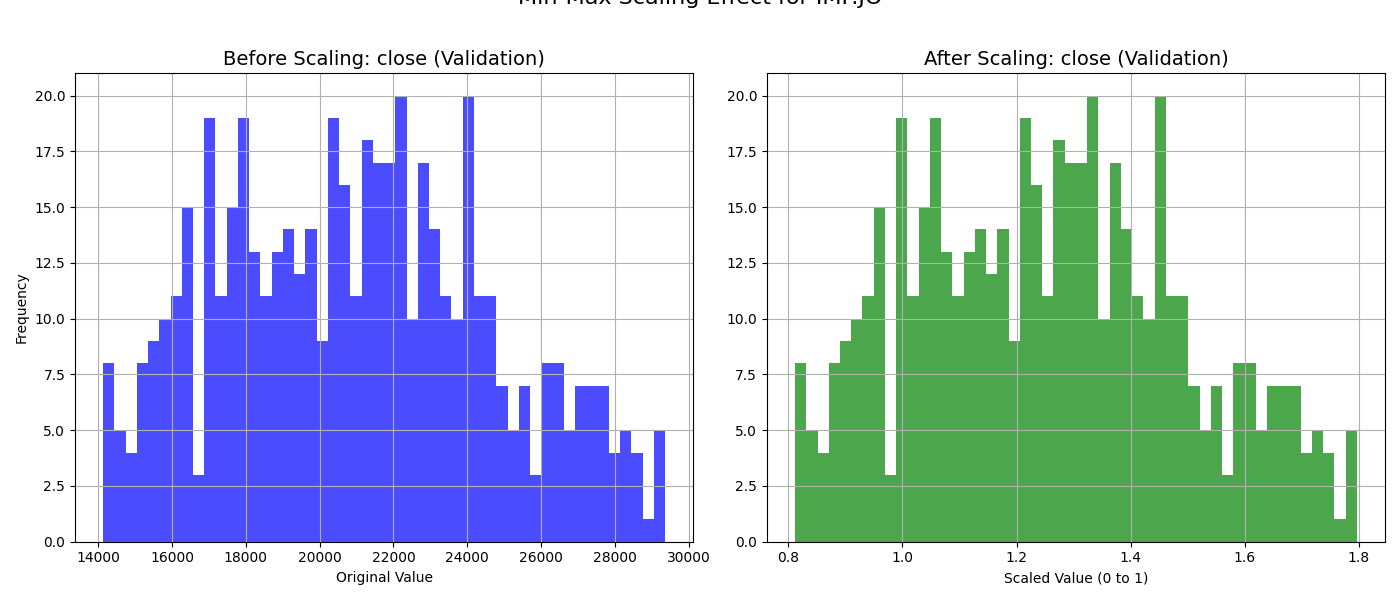 Min-Max Scaling Effect for IMP.JO
Before Scaling: close (Validation)
After Scaling: close (Validation)
Frequency
20.0
17.5
15.0
12.5
10.0
7.5
5.0
2.5
0.0
14000 16000 18000 20000 22000 24000 26000 28000 30000
Original Value
20.0
17.5
15.0
12.5
10.0
7.5
5.0
2.5
0.0
0.8 1.0 1.2 1.4 1.6 1.8
Scaled Value (0 to 1)